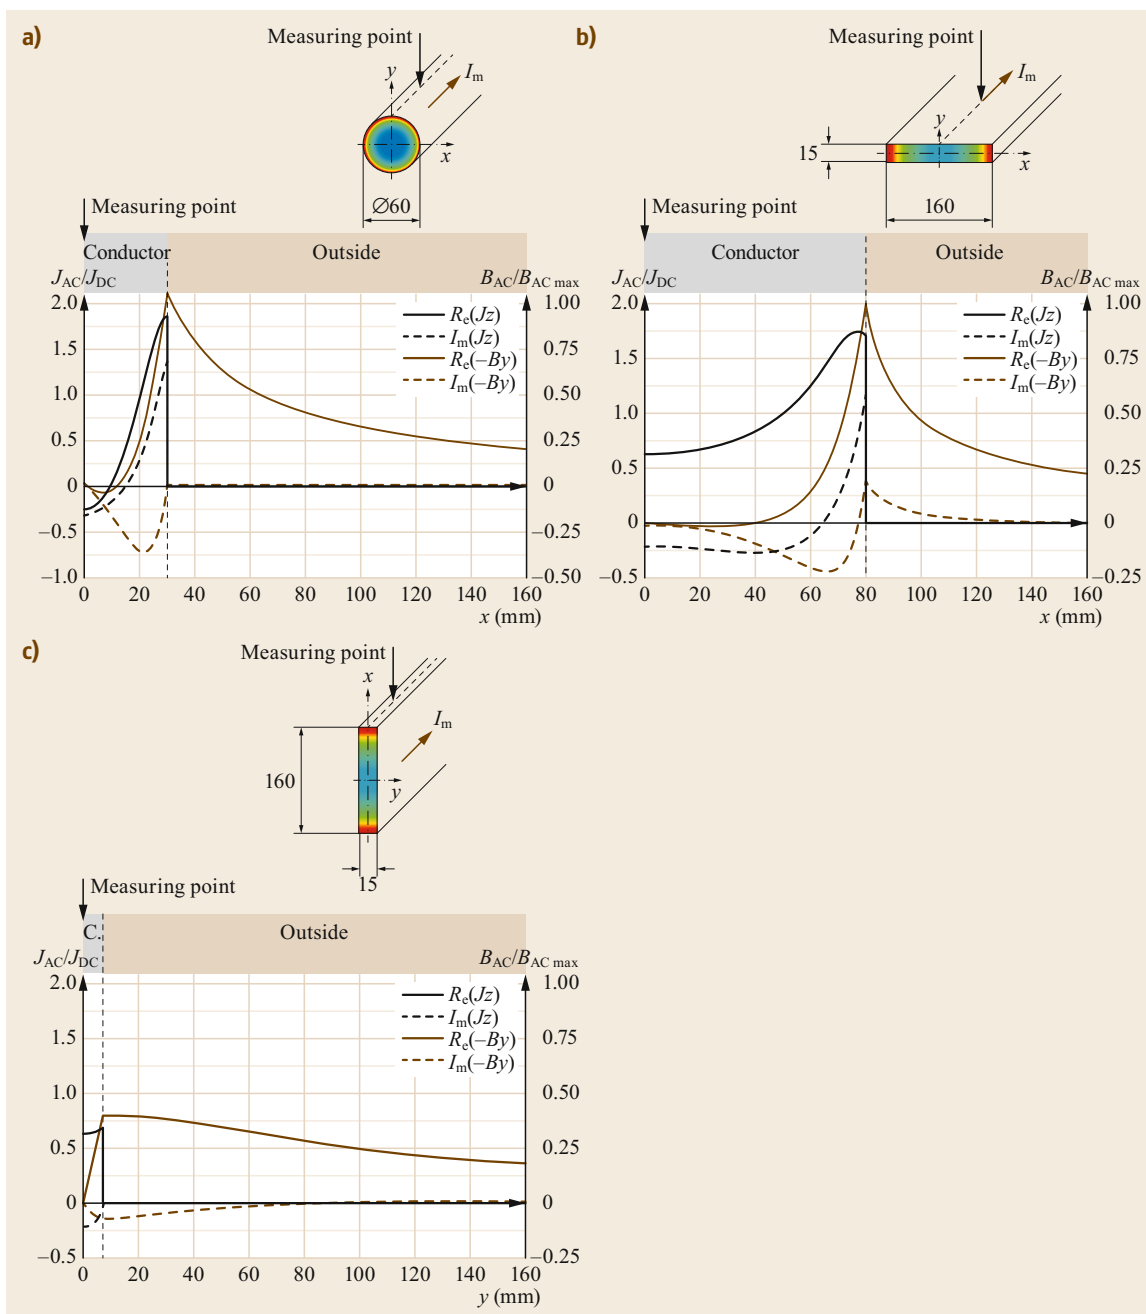 a)
Measuring point
y
I_m
x
Ø60
Measuring point
Conductor
Outside
J_AC/J_DC
B_AC/B_AC max
2.0
1.5
1.0
0.5
0
–0.5
–1.0
1.00
0.75
0.50
0.25
0
–0.25
–0.50
R_e(Jz)
I_m(Jz)
R_e(–By)
I_m(–By)
0 20 40 60 80 100 120 140 160
x (mm)
b)
Measuring point
I_m
y
15
x
160
Measuring point
Conductor
Outside
J_AC/J_DC
B_AC/B_AC max
2.0
1.5
1.0
0.5
0
–0.5
1.00
0.75
0.50
0.25
0
–0.25
R_e(Jz)
I_m(Jz)
R_e(–By)
I_m(–By)
0 20 40 60 80 100 120 140 160
x (mm)
c)
Measuring point
x
I_m
160
y
15
Measuring point
C.
Outside
J_AC/J_DC
B_AC/B_AC max
2.0
1.5
1.0
0.5
0
–0.5
1.00
0.75
0.50
0.25
0
–0.25
R_e(Jz)
I_m(Jz)
R_e(–By)
I_m(–By)
0 20 40 60 80 100 120 140 160
y (mm)